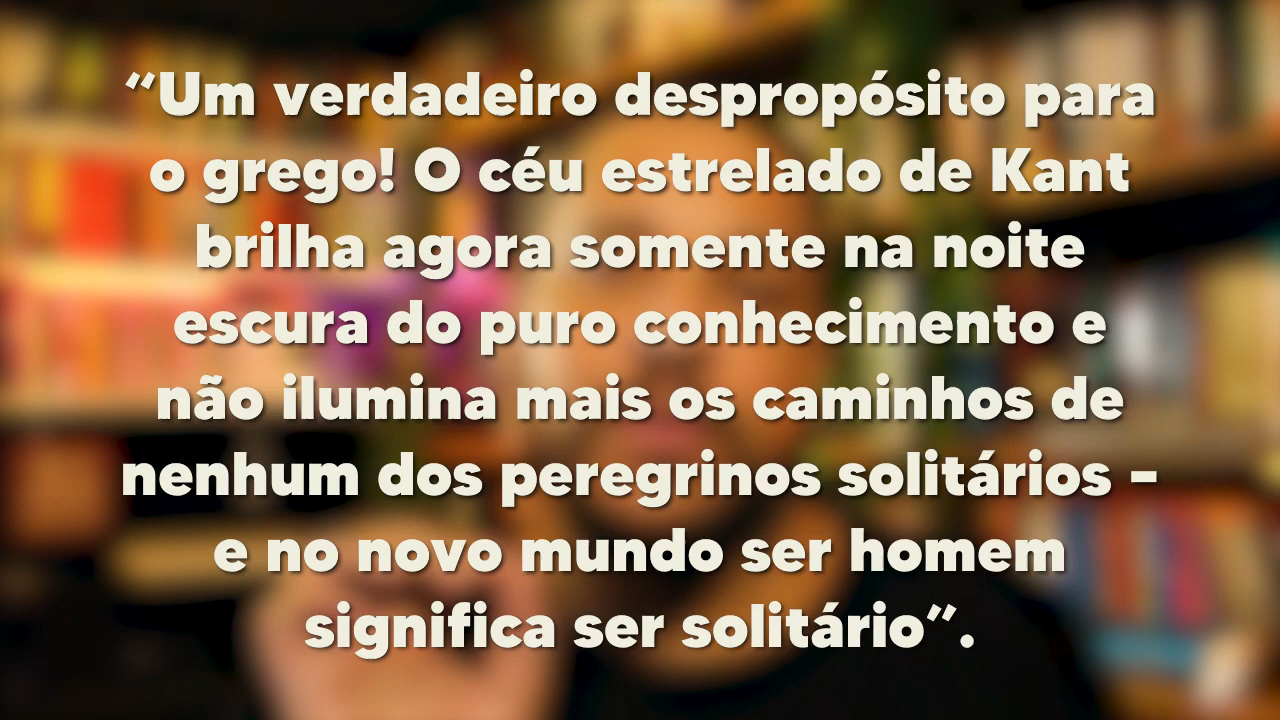 “Um verdadeiro despropósito para
o grego! O céu estrelado de Kant
brilha agora somente na noite
escura do puro conhecimento e
não ilumina mais os caminhos de
nenhum dos peregrinos solitários –
e no novo mundo ser homem
significa ser solitário”.